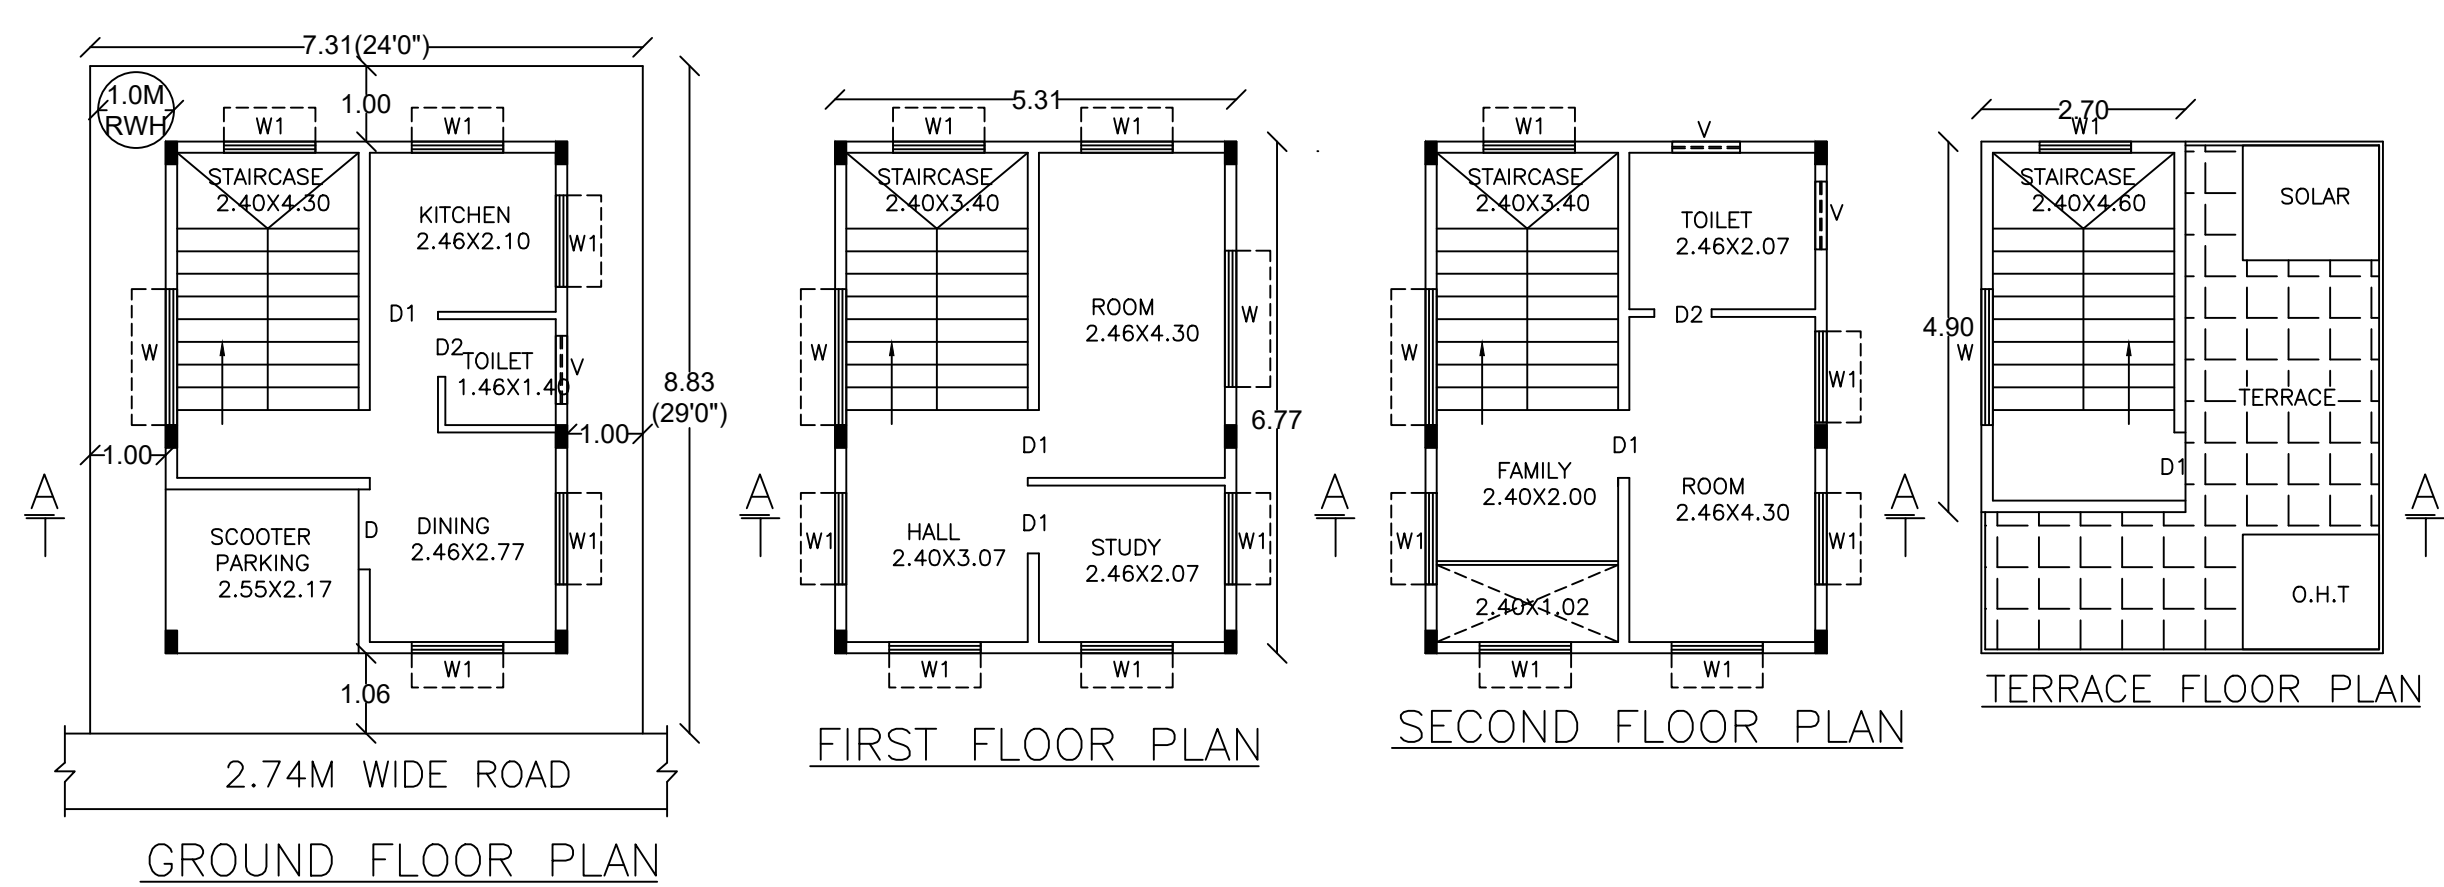 7.31(24'0")
1.0M
RWH
1.00
W1
W1
STAIRCASE
2.40X4.30
KITCHEN
2.46X2.10
W1
D1
W
D2
TOILET
1.46X1.40
V
8.83
(29'0")
1.00
1.00
A
SCOOTER
PARKING
2.55X2.17
D
DINING
2.46X2.77
W1
W1
1.06
2.74M WIDE ROAD
GROUND FLOOR PLAN
5.31
W1
W1
STAIRCASE
2.40X3.40
ROOM
2.46X4.30
W
W
6.77
D1
A
W1
HALL
2.40X3.07
D1
STUDY
2.46X2.07
W1
W1
W1
FIRST FLOOR PLAN
W1
V
STAIRCASE
2.40X3.40
TOILET
2.46X2.07
V
D2
W
W1
D1
A
FAMILY
2.40X2.00
ROOM
2.46X4.30
W1
W1
2.40X1.02
W1
W1
SECOND FLOOR PLAN
2.70
W1
STAIRCASE
2.40X4.60
SOLAR
4.90
W
TERRACE
D1
A
A
O.H.T
TERRACE FLOOR PLAN